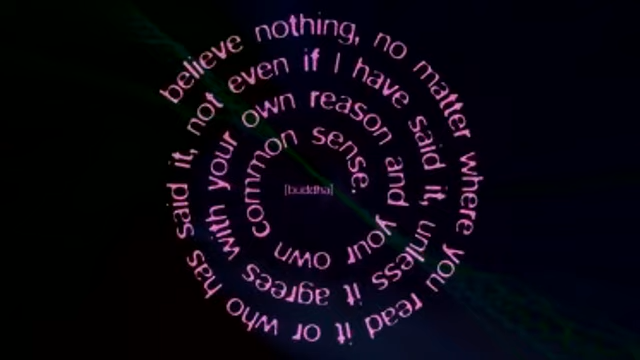 believe nothing, no matter where you read it or who has said it, not even if I have said it, unless it agrees with your own reason and your own common sense.
[buddha]